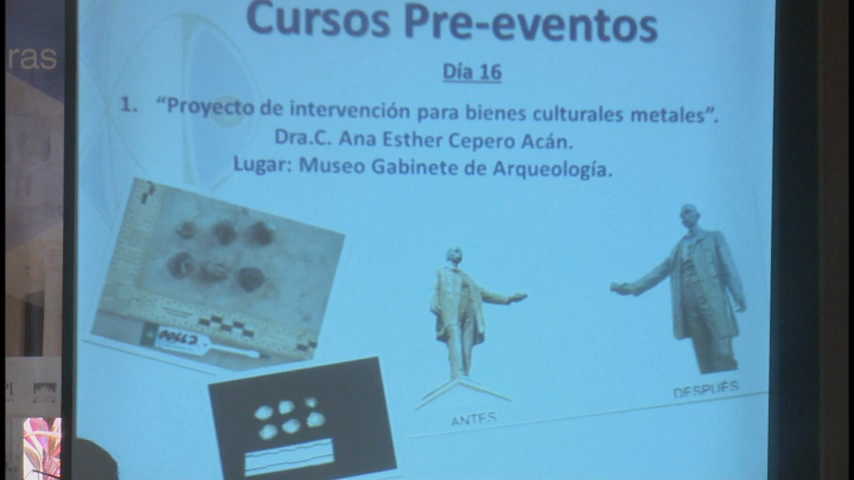 ras
Cursos Pre-eventos
Día 16
1. “Proyecto de intervención para bienes culturales metales”.
Dra.C. Ana Esther Cepero Acán.
Lugar: Museo Gabinete de Arqueología.
00667
ANTES
DESPUÉS